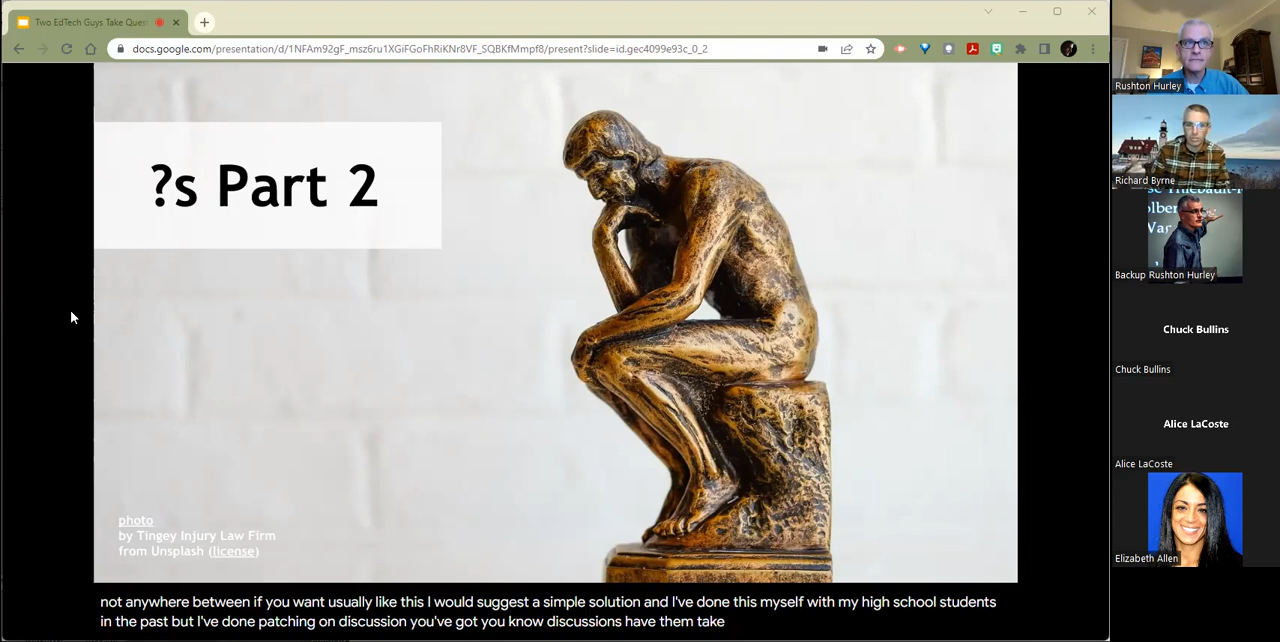 Two EdTech Guys Take Ques
docs.google.com/presentation/d/1NFAm92gF_msz6ru1XGiFGoFhRiKNr8VF_SQBKfMmpf8/present?slide=id.gec4099e93c_0_2
?s Part 2
photo
by Tingey Injury Law Firm
from Unsplash (license)
not anywhere between if you want usually like this I would suggest a simple solution and I've done this myself with my high school students
in the past but I've done patching on discussion you've got you know discussions have them take
Rushton Hurley
Richard Byrne
Backup Rushton Hurley
Chuck Bullins
Chuck Bullins
Alice LaCoste
Alice LaCoste
Elizabeth Allen